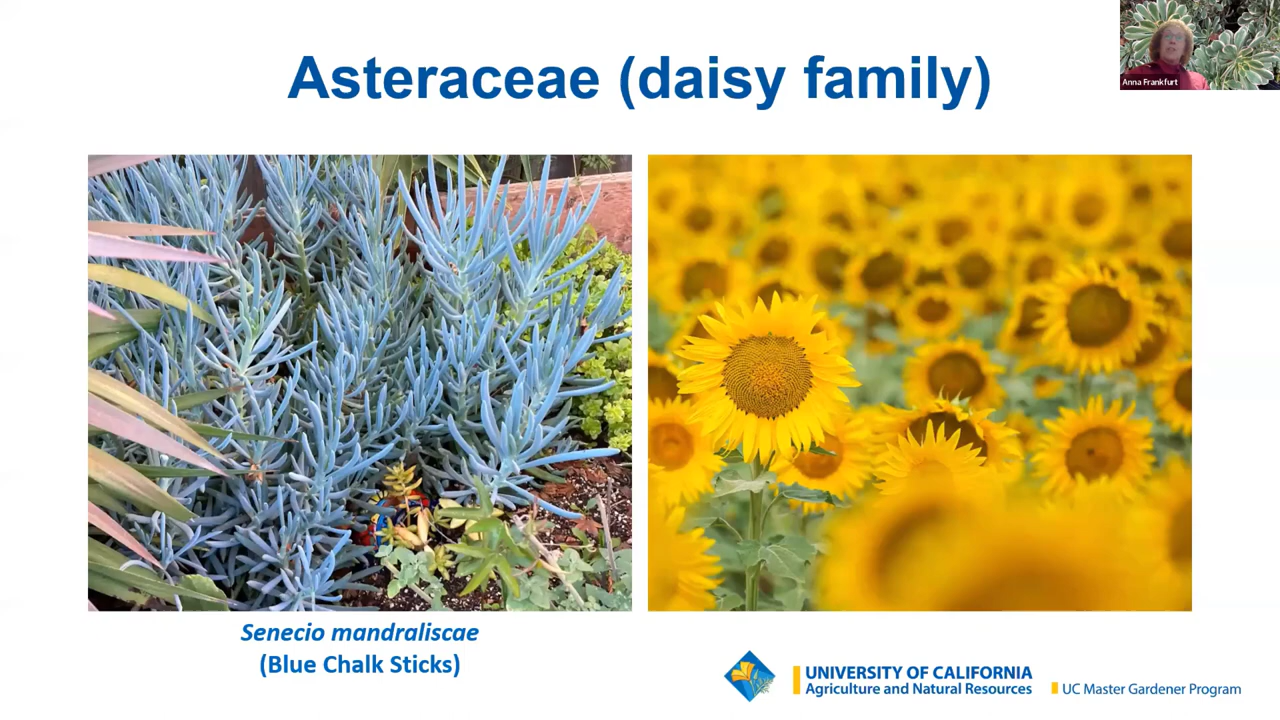 Asteraceae (daisy family)
Anna Frankfurt
Senecio mandraliscae
(Blue Chalk Sticks)
UNIVERSITY OF CALIFORNIA
Agriculture and Natural Resources
UC Master Gardener Program